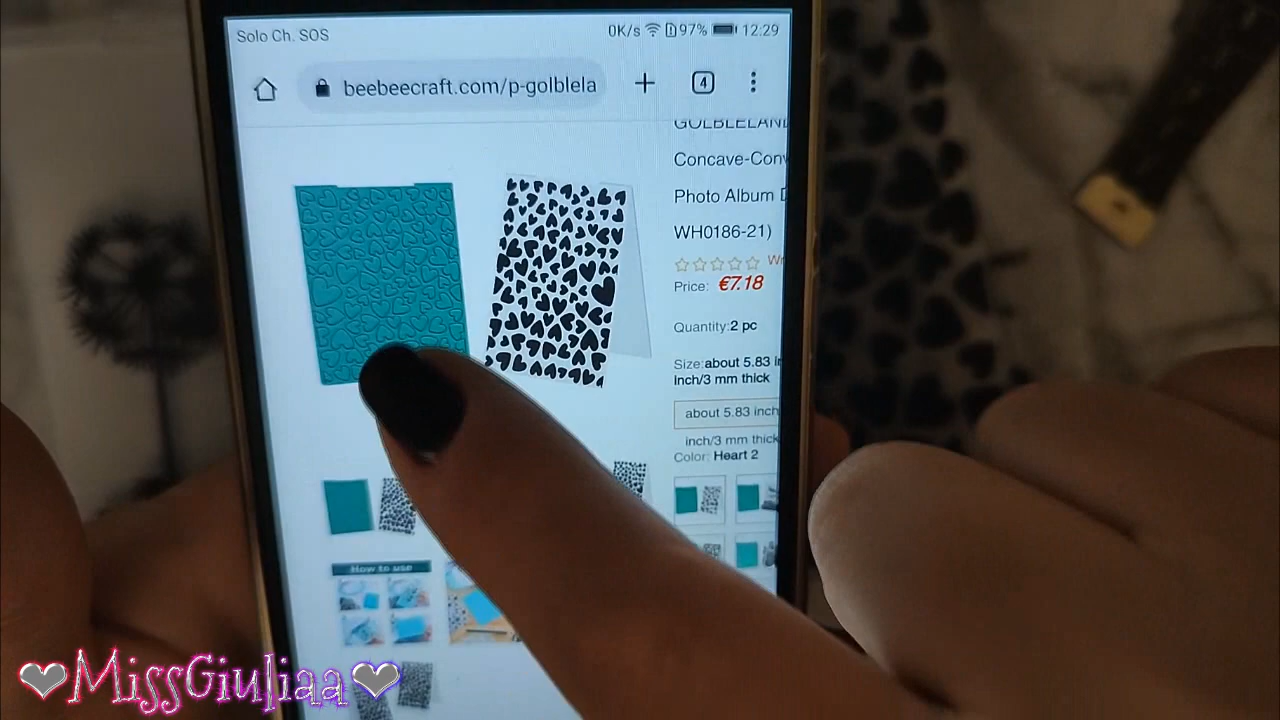 Solo Ch. SOS
0K/s
97%
12:29
beebeecraft.com/p-golblela
4
GOLBLELAN
Concave-Con
Photo Album
WH0186-21)
Price: €7.18
Quantity:2 pc
Size:about 5.83
inch/3 mm thick
about 5.83 inch
inch/3 mm thick
Color: Heart 2
How to use
MissGiuliaa